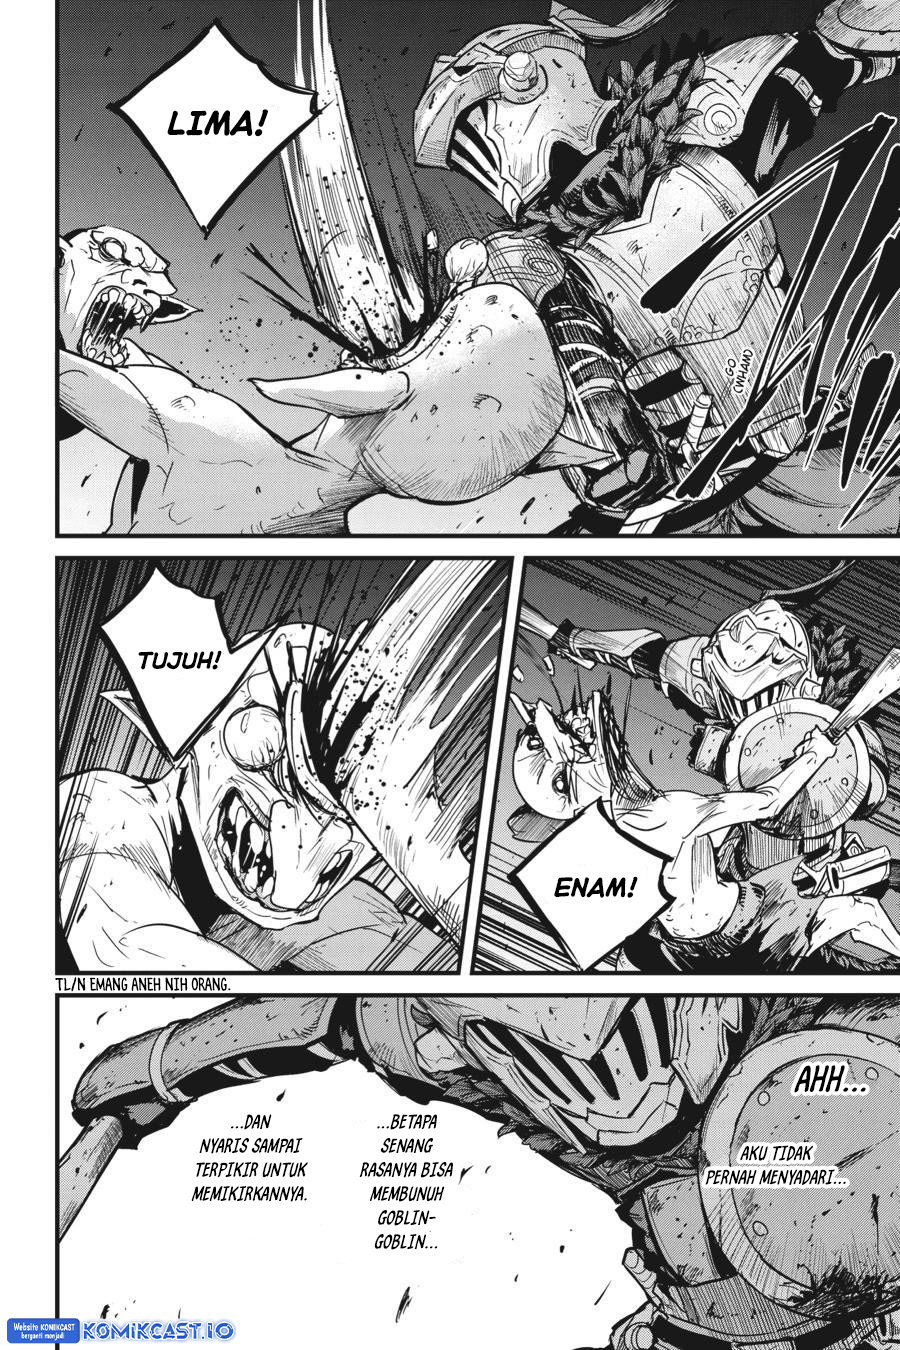 LIMA!
GO
(WHAM)
ENAM!
TUJUH!
TL/N EMANG ANEH NIH ORANG.
AHH...
AKU TIDAK
PERNAH MENYADARI...
...BETAPA
SENANG
RASANYA BISA
MEMBUNUH
GOBLIN-
GOBLIN...
...DAN
NYARIS SAMPAI
TERPIKIR UNTUK
MEMIKIRKANNYA.
Website KOMIKCAST
berganti menjadi
KOMIKCAST.IO